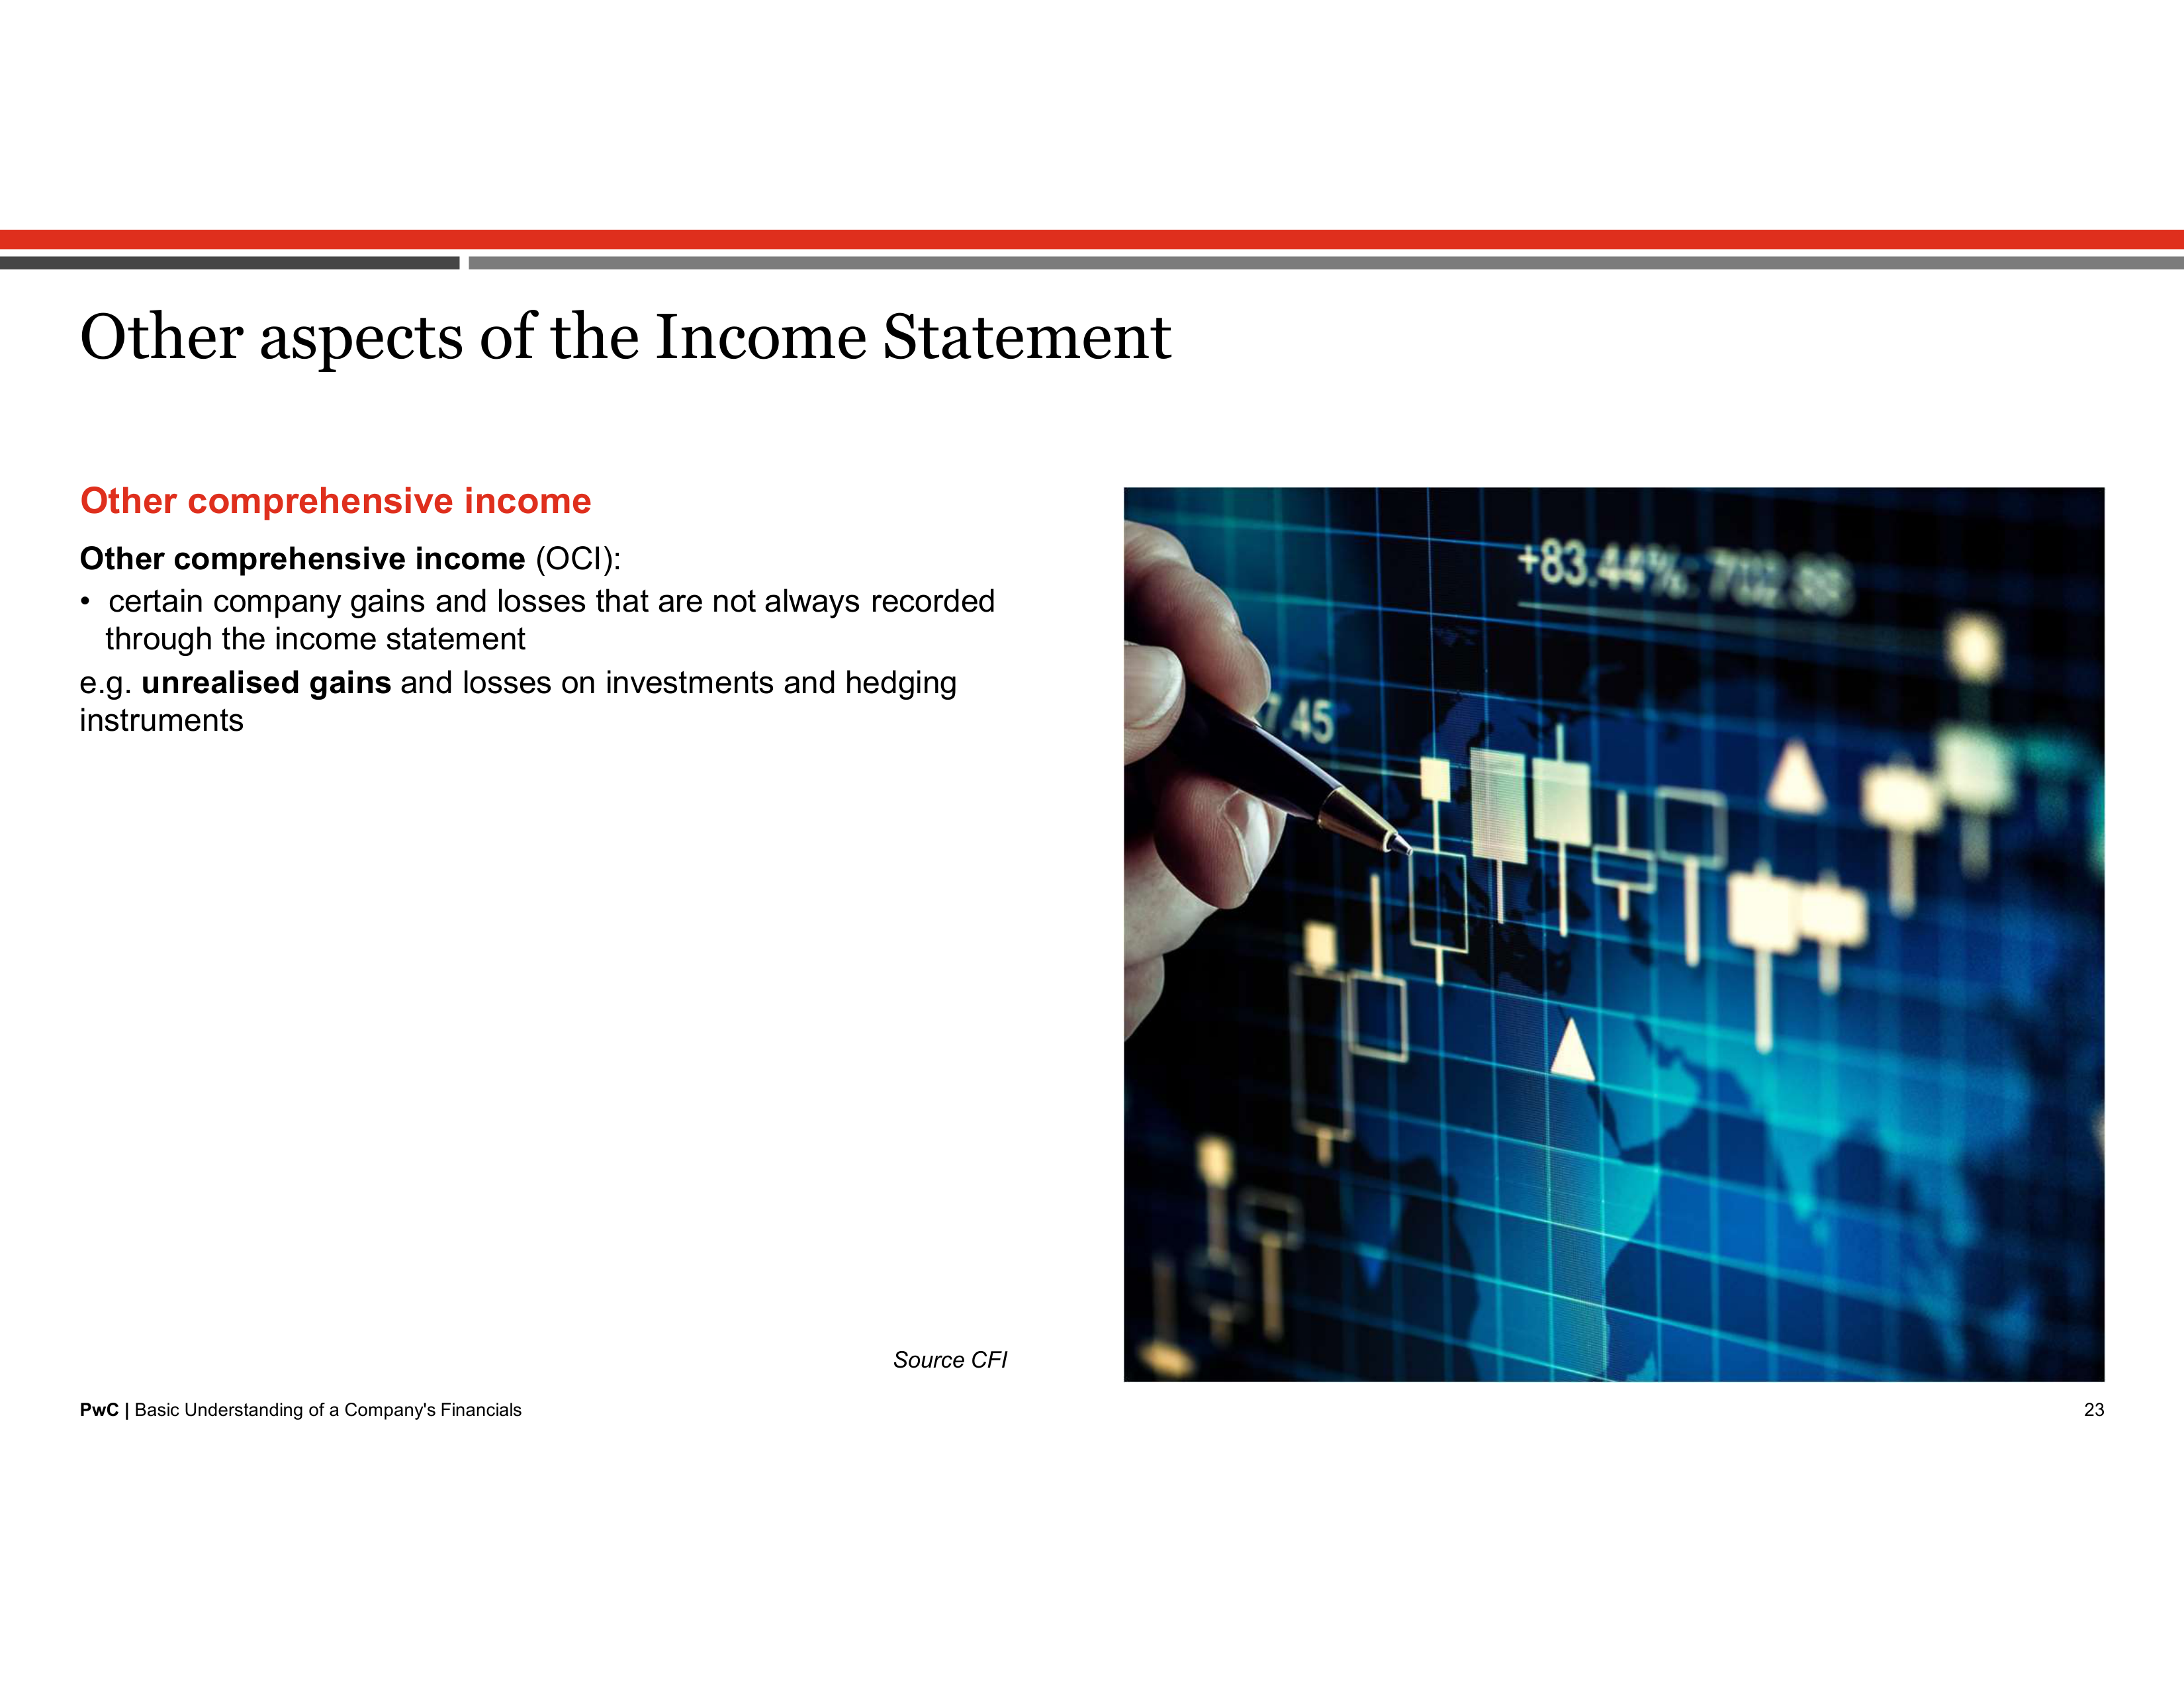 Other aspects of the Income Statement
Other comprehensive income
Other comprehensive income (OCI):
• certain company gains and losses that are not always recorded
through the income statement
e.g. unrealised gains and losses on investments and hedging
instruments
+83.44%:
7.45
Source CFI
PwC | Basic Understanding of a Company's Financials
23